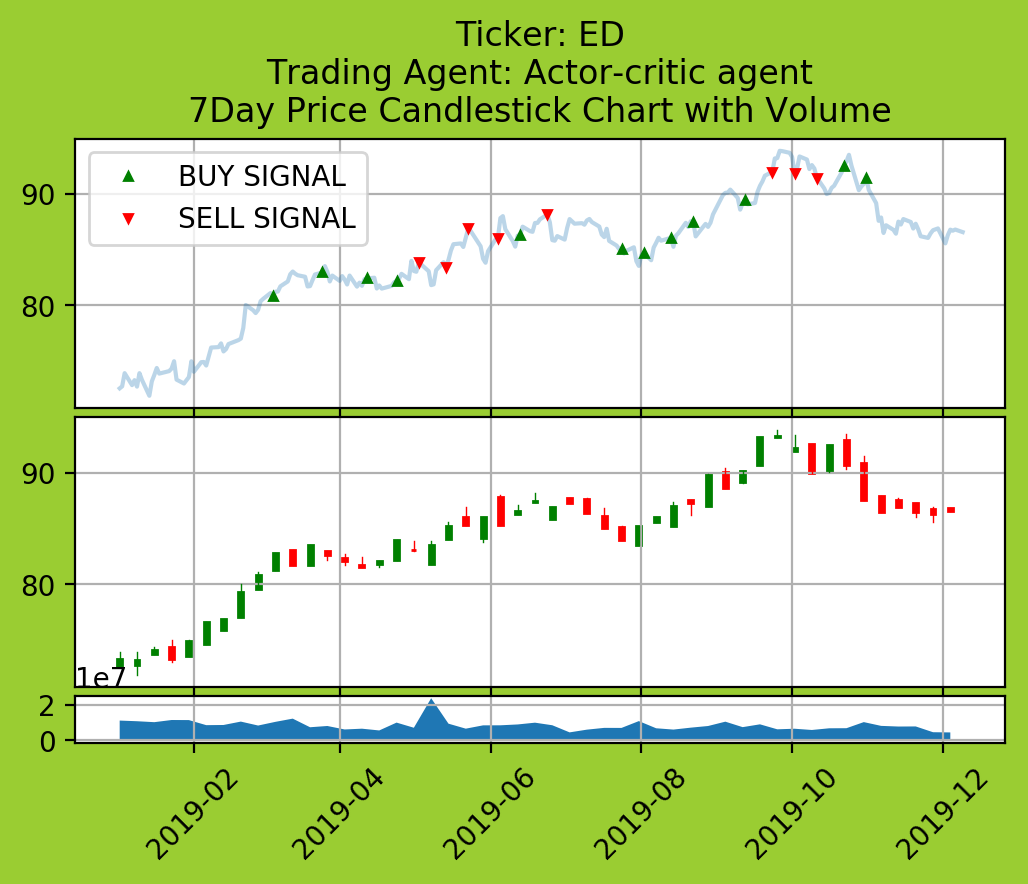 Ticker: ED
Trading Agent: Actor-critic agent
7Day Price Candlestick Chart with Volume
BUY SIGNAL
SELL SIGNAL
90
80
90
80
1e7
2
0
2019-02
2019-04
2019-06
2019-08
2019-10
2019-12